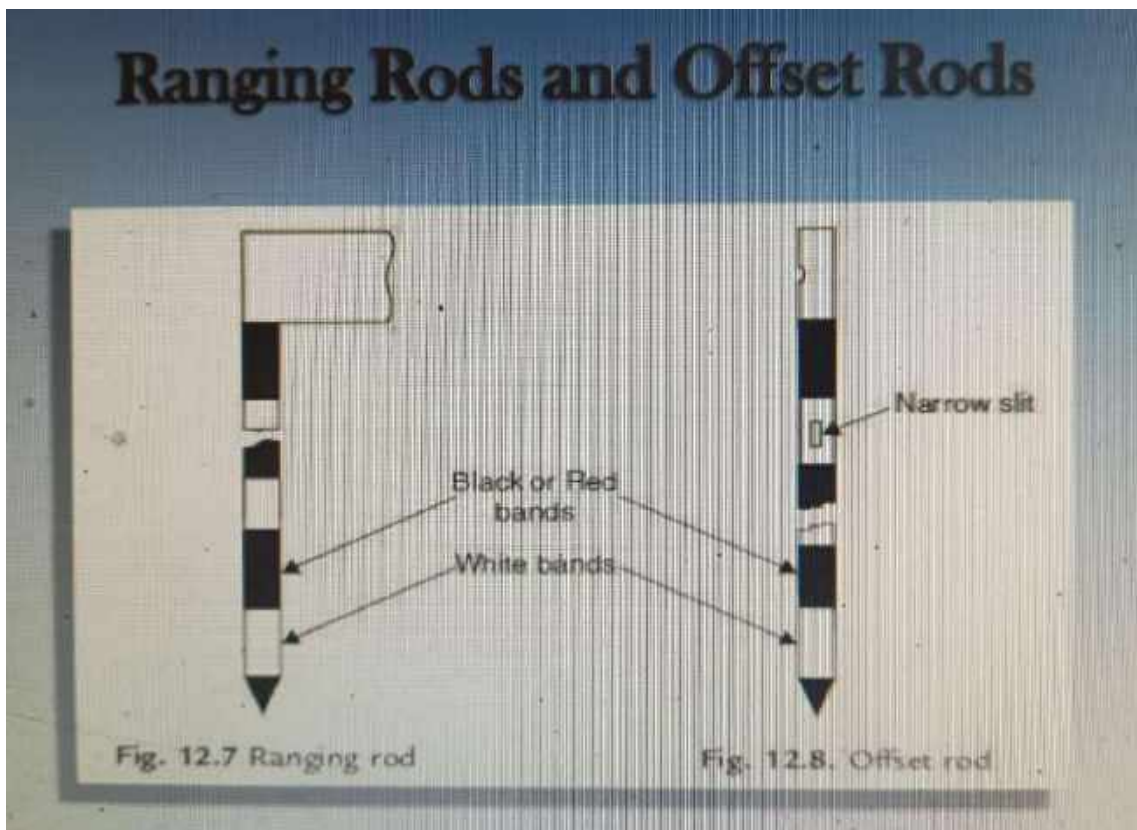 Ranging Rods and Offset Rods
Narrow slit
Black or Red
bands
White bands
Fig. 12.7 Ranging rod
Fig. 12.8. Offset rod